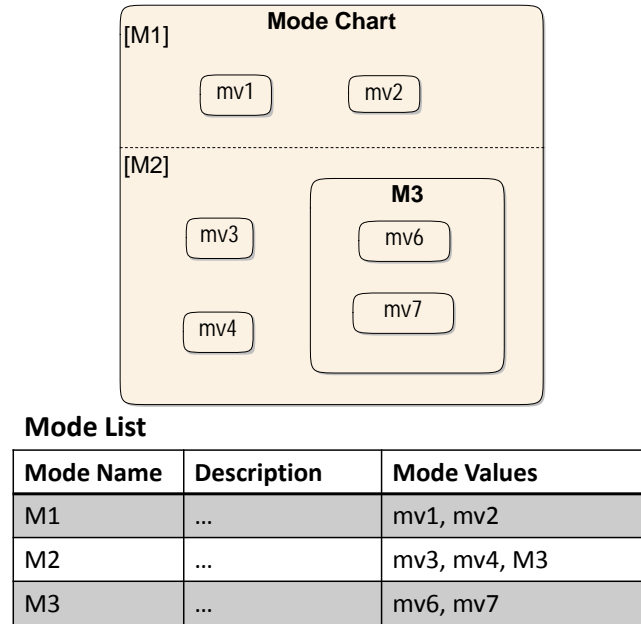 Mode Chart
[M1]
mv1 mv2
[M2]
M3
mv3 mv6
mv4 mv7
Mode List
Mode Name Description Mode Values
M1 ... mv1, mv2
M2 ... mv3, mv4, M3
M3 ... mv6, mv7